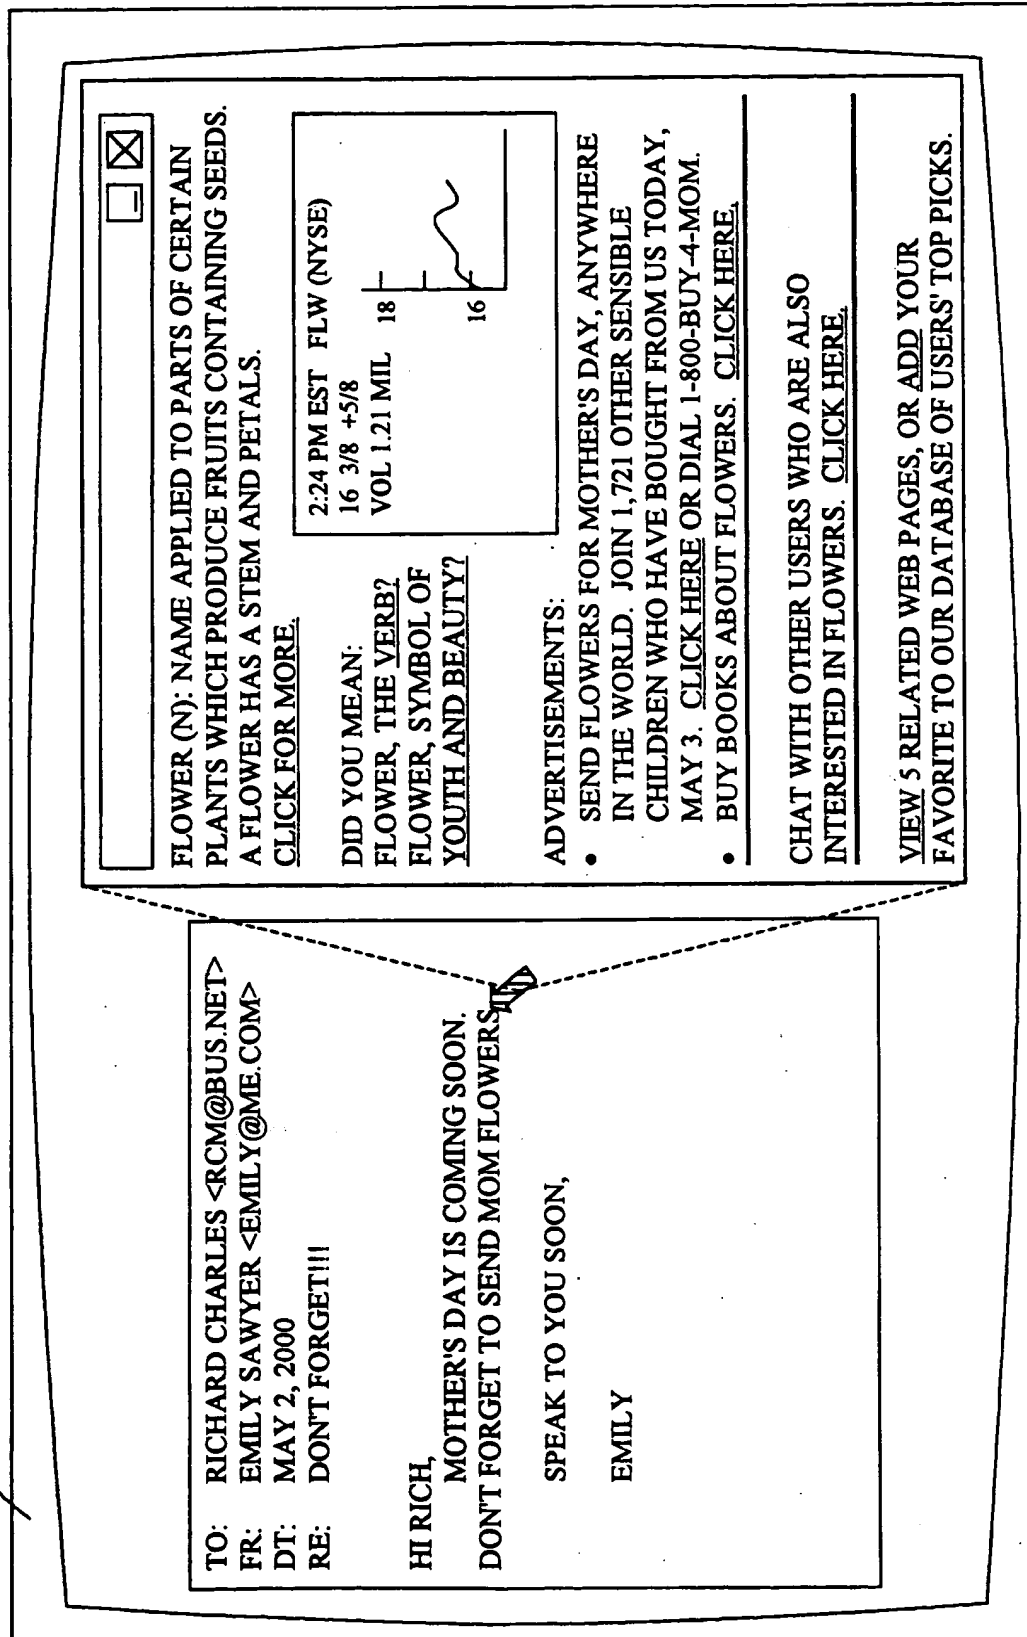 TO: RICHARD CHARLES <RCM@BUS.NET>
FR: EMILY SAWYER <EMILY@ME.COM>
DT: MAY 2, 2000
RE: DON'T FORGET!!!
HI RICH,
MOTHER'S DAY IS COMING SOON.
DON'T FORGET TO SEND MOM FLOWERS
SPEAK TO YOU SOON,
EMILY
FLOWER (N): NAME APPLIED TO PARTS OF CERTAIN
PLANTS WHICH PRODUCE FRUITS CONTAINING SEEDS.
A FLOWER HAS A STEM AND PETALS.
CLICK FOR MORE.
DID YOU MEAN:
FLOWER, THE VERB?
FLOWER, SYMBOL OF
YOUTH AND BEAUTY?
2:24 PM EST FLW (NYSE)
16 3/8 +5/8
VOL 1.21 MIL
18
16
ADVERTISEMENTS:
• SEND FLOWERS FOR MOTHER'S DAY, ANYWHERE
IN THE WORLD. JOIN 1,721 OTHER SENSIBLE
CHILDREN WHO HAVE BOUGHT FROM US TODAY,
MAY 3. CLICK HERE OR DIAL 1-800-BUY-4-MOM.
• BUY BOOKS ABOUT FLOWERS. CLICK HERE.
CHAT WITH OTHER USERS WHO ARE ALSO
INTERESTED IN FLOWERS. CLICK HERE.
VIEW 5 RELATED WEB PAGES, OR ADD YOUR
FAVORITE TO OUR DATABASE OF USERS' TOP PICKS.